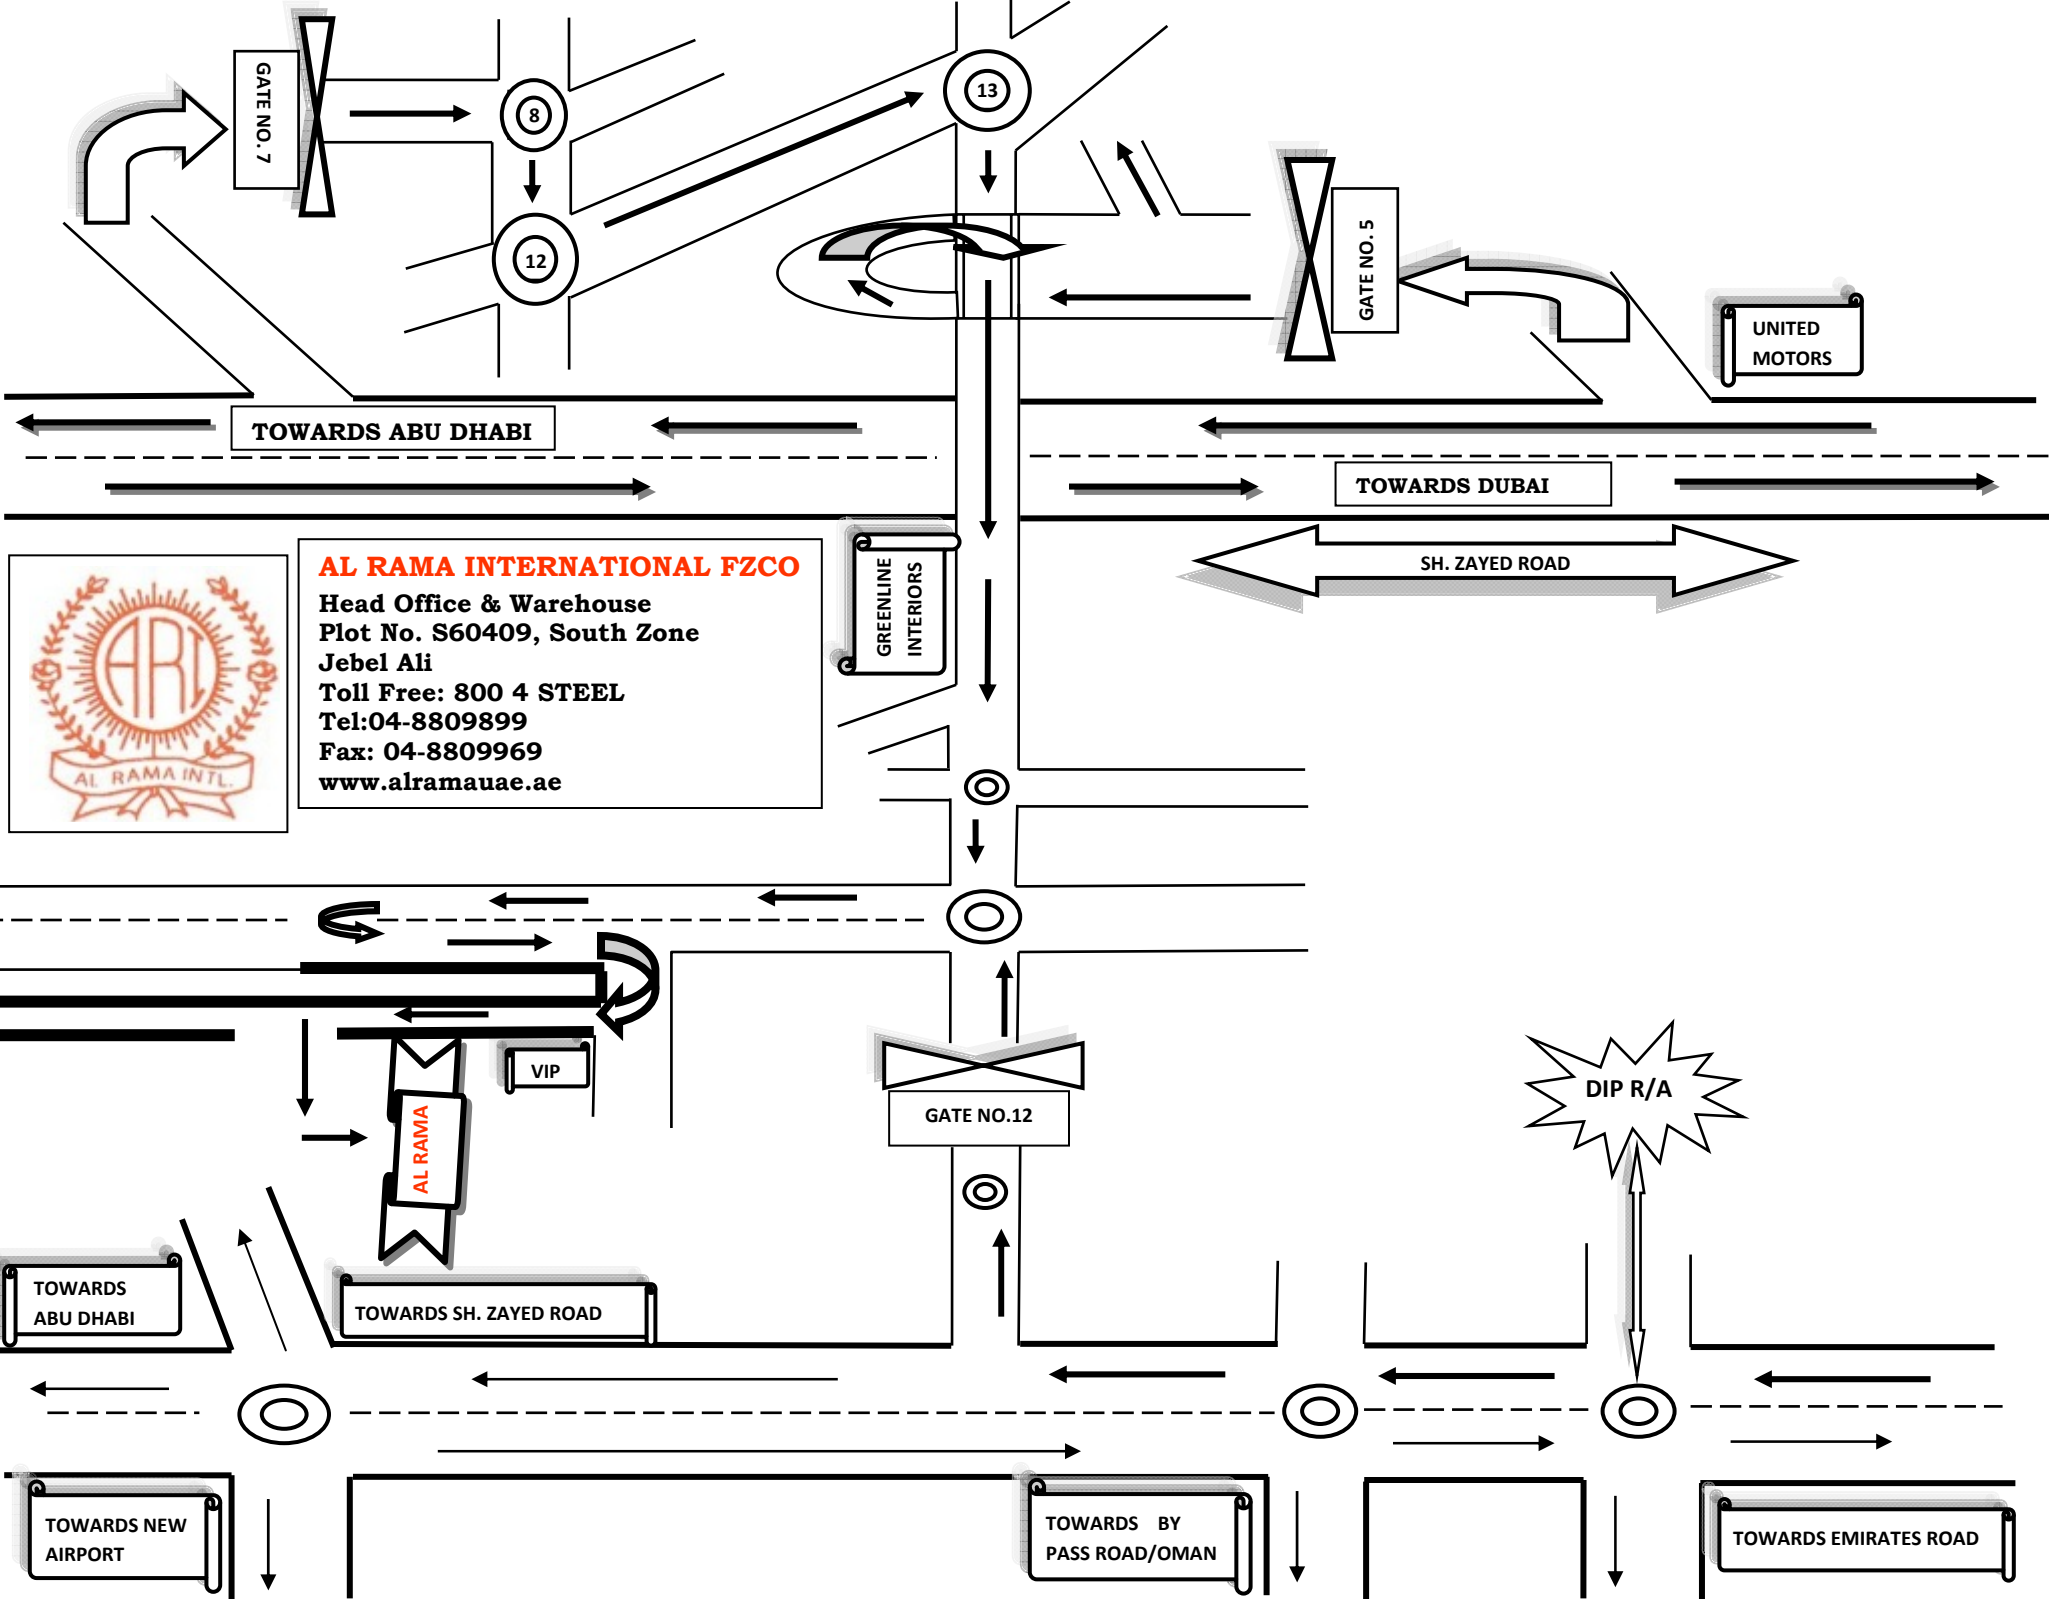 GATE NO. 7
8
13
12
GATE NO. 5
UNITED
MOTORS
TOWARDS ABU DHABI
TOWARDS DUBAI
SH. ZAYED ROAD
AL RAMA INTERNATIONAL FZCO
Head Office & Warehouse
Plot No. S60409, South Zone
Jebel Ali
Toll Free: 800 4 STEEL
Tel:04-8809899
Fax: 04-8809969
www.alramauae.ae
ARI
AL RAMA INTL.
GREENLINE
INTERIORS
VIP
AL RAMA
GATE NO.12
DIP R/A
TOWARDS
ABU DHABI
TOWARDS SH. ZAYED ROAD
TOWARDS NEW
AIRPORT
TOWARDS BY
PASS ROAD/OMAN
TOWARDS EMIRATES ROAD